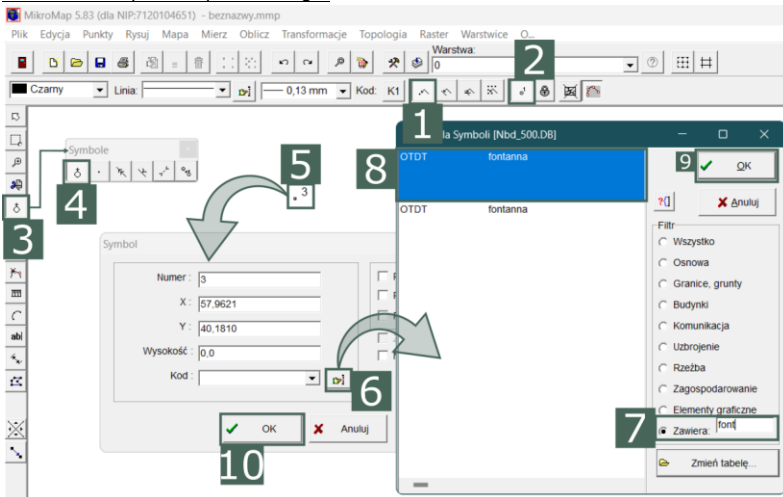 MikroMap 5.83 (dla NIP:7120104651) - beznazwy.mmp
Plik Edycja Punkty Rysuj Mapa Mierz Oblicz Transformacje Topologia Raster Warstwice O...
Warstwa:
0
2
Czarny Linia: 0,13 mm Kod: K1
1
Symbole
4
3
5
3
Symbol
Numer : 3
X : 57,9621
Y : 40,1810
Wysokość : 0,0
Kod :
6
OK Anuluj
10
la Symboli [Nbd_500.DB]
8
OTDT fontanna
OTDT fontanna
9
OK
?
Anuluj
Filtr
Wszystko
Osnowa
Granice, grunty
Budynki
Komunikacja
Uzbrojenie
Rzeźba
Zagospodarowanie
Elementy graficzne
7
Zawiera: font
Zmień tabelę...
abl